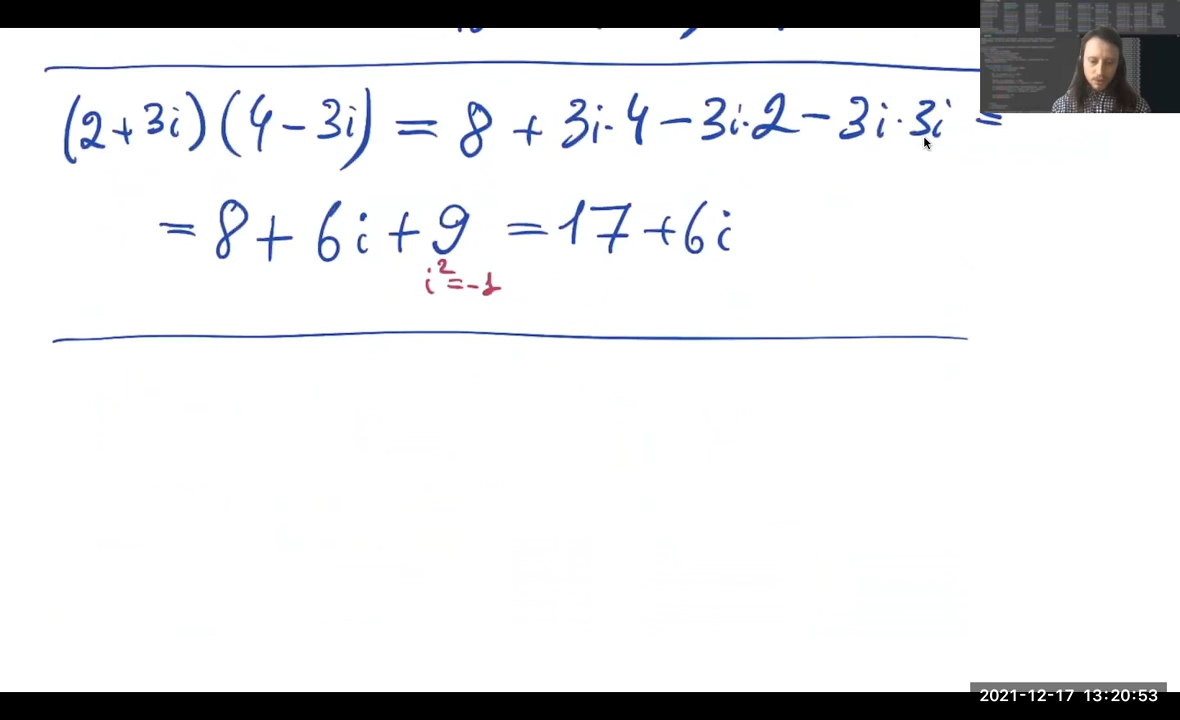 (2+3i)(4-3i) = 8 + 3i·4 - 3i·2 - 3i·3i =
= 8 + 6i + 9 = 17 + 6i
i² = -1
2021-12-17 13:20:53